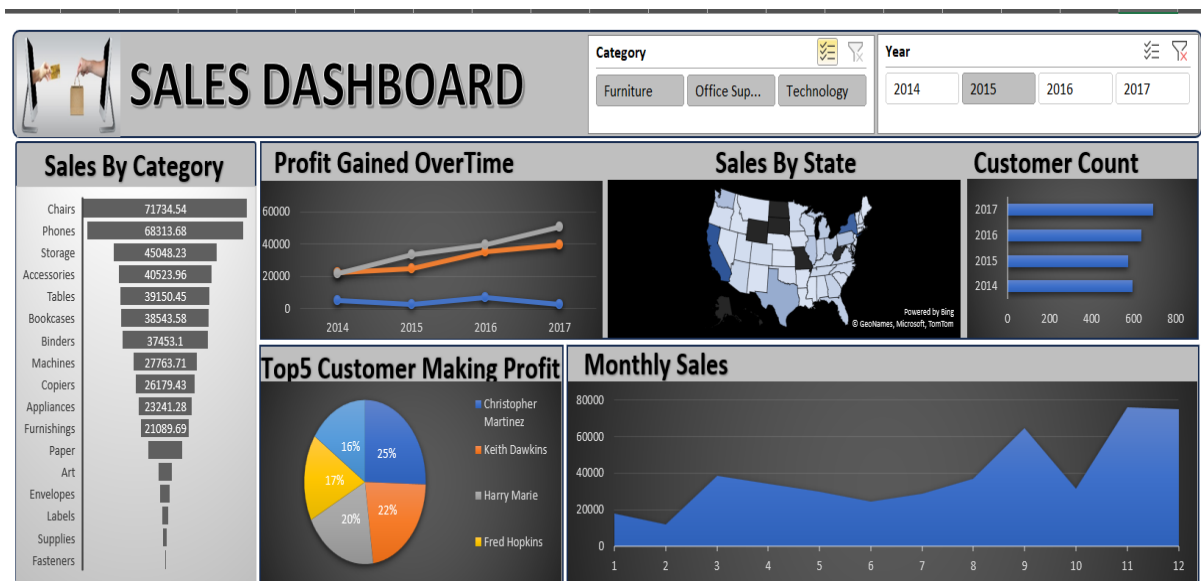 SALES DASHBOARD
Category
Furniture
Office Sup...
Technology
Year
2014
2015
2016
2017
Sales By Category
Chairs 71734.54
Phones 68313.68
Storage 45048.23
Accessories 40523.96
Tables 39150.45
Bookcases 38543.58
Binders 37453.1
Machines 27763.71
Copiers 26179.43
Appliances 23241.28
Furnishings 21089.69
Paper
Art
Envelopes
Labels
Supplies
Fasteners
Profit Gained OverTime
60000
40000
20000
0
2014 2015 2016 2017
Sales By State
Powered by Bing
© GeoNames, Microsoft, TomTom
Customer Count
2017
2016
2015
2014
0 200 400 600 800
Top5 Customer Making Profit
16%
25%
17%
20%
22%
Christopher
Martinez
Keith Dawkins
Harry Marie
Fred Hopkins
Monthly Sales
80000
60000
40000
20000
0
1 2 3 4 5 6 7 8 9 10 11 12